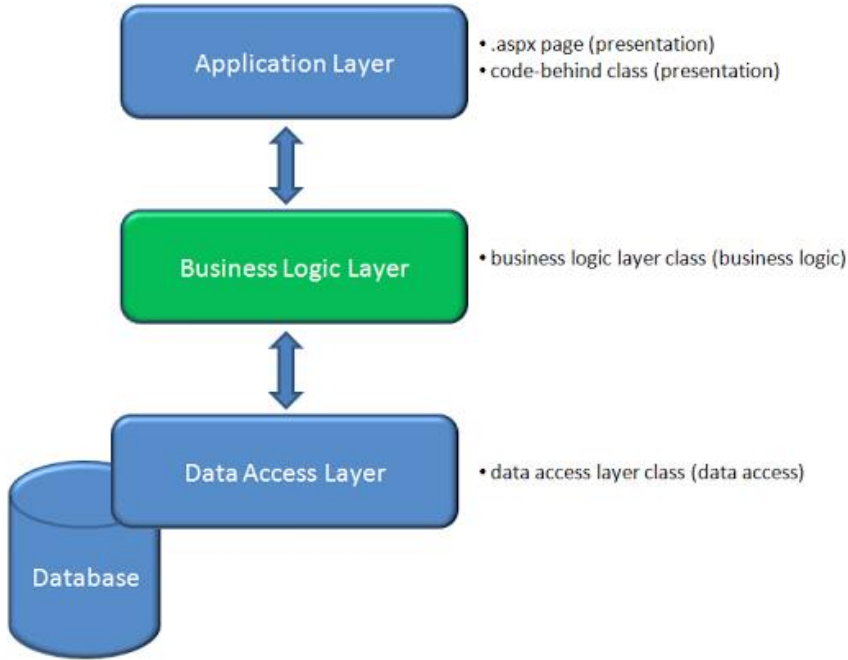 Application Layer
• .aspx page (presentation)
• code-behind class (presentation)
Business Logic Layer
• business logic layer class (business logic)
Data Access Layer
• data access layer class (data access)
Database